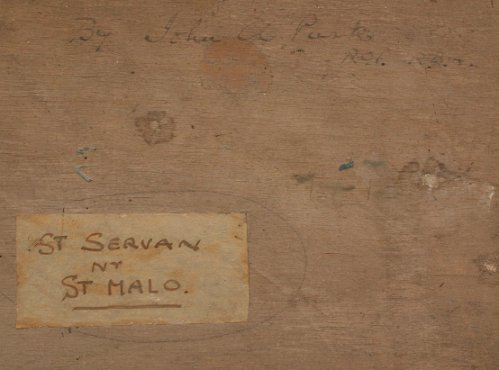 By John A Park
ST SERVAN
NY
ST MALO.